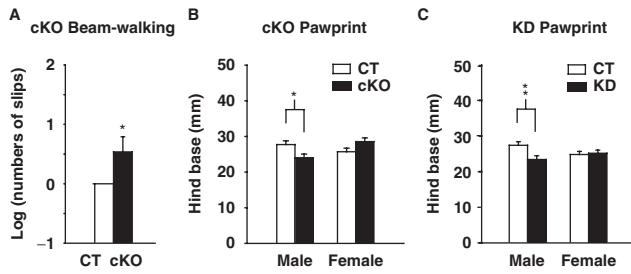 A
cKO Beam-walking
Log (numbers of slips)
2
1
0
−1
*
CT cKO
B
cKO Pawprint
Hind base (mm)
50
40
30
20
10
0
CT
cKO
*
Male Female
C
KD Pawprint
Hind base (mm)
50
40
30
20
10
0
CT
KD
**
Male Female